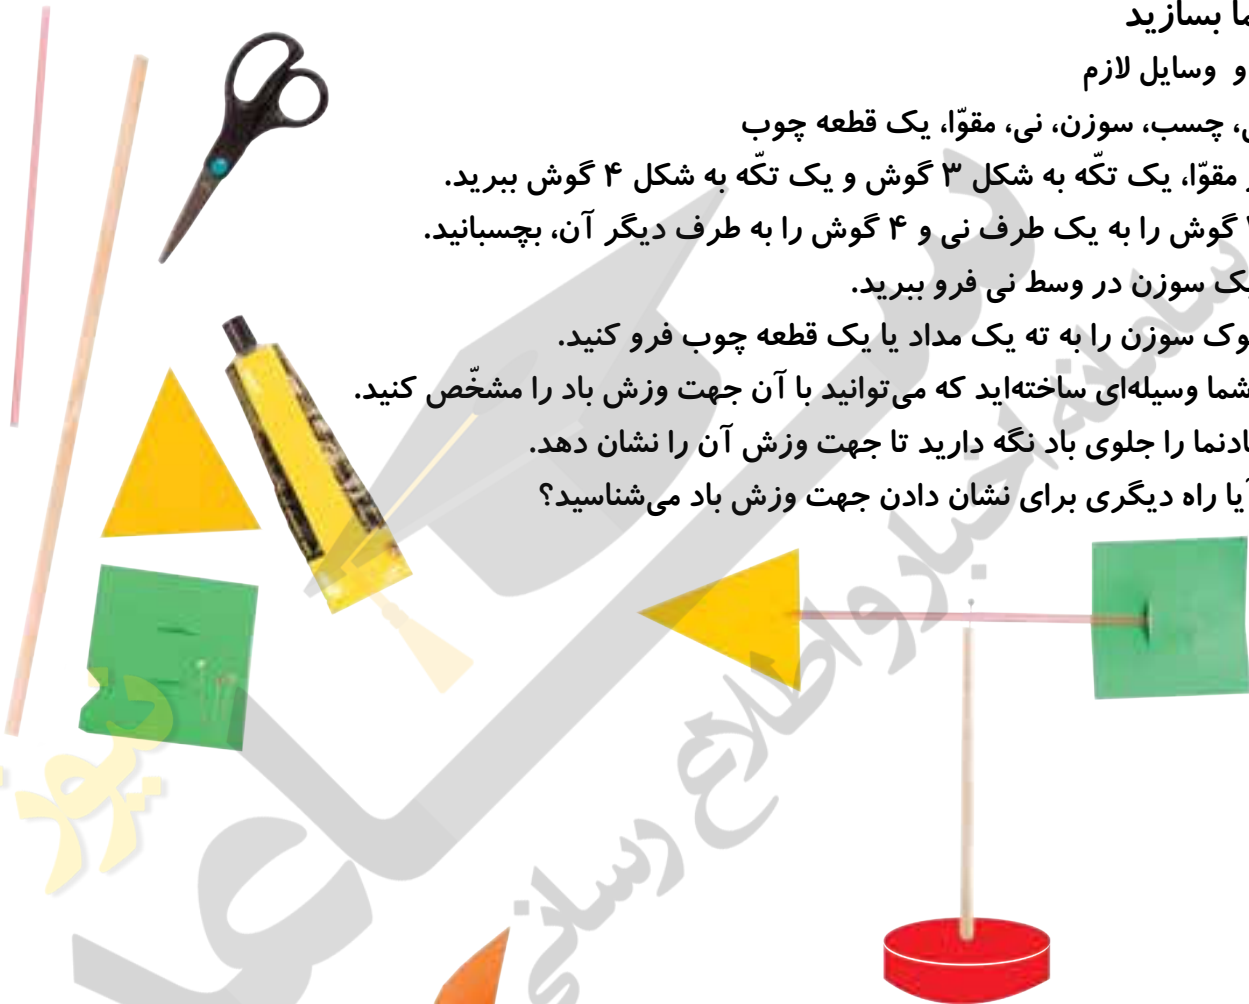 بسازید
و وسایل لازم
چسب، سوزن، نی، مقوّا، یک قطعه چوب
مقوّا، یک تکّه به شکل ۳ گوش و یک تکّه به شکل ۴ گوش ببرید.
گوش را به یک طرف نی و ۴ گوش را به طرف دیگر آن، بچسبانید.
یک سوزن در وسط نی فرو ببرید.
نوک سوزن را به ته یک مداد یا یک قطعه چوب فرو کنید.
شما وسیله‌ای ساخته‌اید که می‌توانید با آن جهت وزش باد را مشخّص کنید.
بادنما را جلوی باد نگه دارید تا جهت وزش آن را نشان دهد.
آیا راه دیگری برای نشان دادن جهت وزش باد می‌شناسید؟
سامانه اخبار و اطلاع رسانی
نیوز